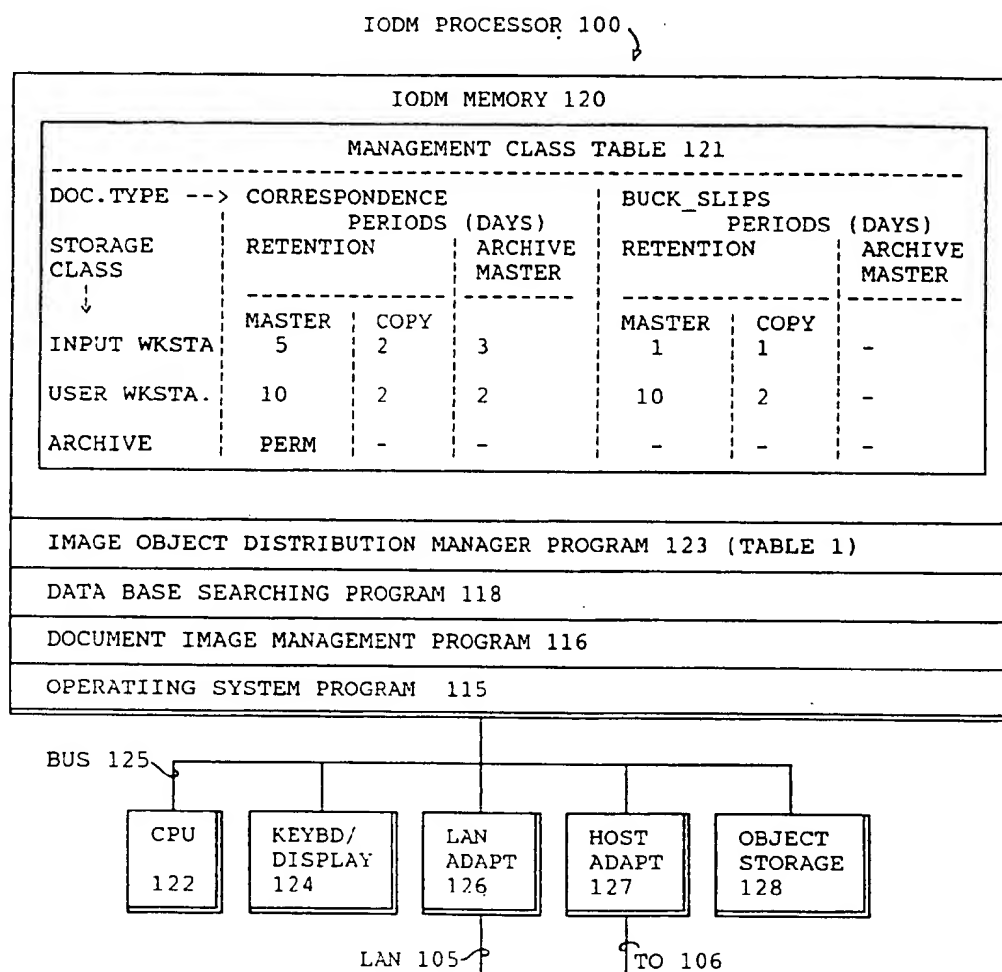 IODM PROCESSOR 100
IODM MEMORY 120
MANAGEMENT CLASS TABLE 121
DOC.TYPE --> CORRESPONDENCE BUCK_SLIPS
PERIODS (DAYS) PERIODS (DAYS)
STORAGE RETENTION ARCHIVE RETENTION ARCHIVE
CLASS MASTER MASTER
MASTER COPY MASTER COPY
INPUT WKSTA 5 2 3 1 1 -
USER WKSTA. 10 2 2 10 2 -
ARCHIVE PERM - - - - -
IMAGE OBJECT DISTRIBUTION MANAGER PROGRAM 123 (TABLE 1)
DATA BASE SEARCHING PROGRAM 118
DOCUMENT IMAGE MANAGEMENT PROGRAM 116
OPERATIING SYSTEM PROGRAM 115
BUS 125
CPU KEYBD/ LAN HOST OBJECT
DISPLAY ADAPT ADAPT STORAGE
122 124 126 127 128
LAN 105 TO 106